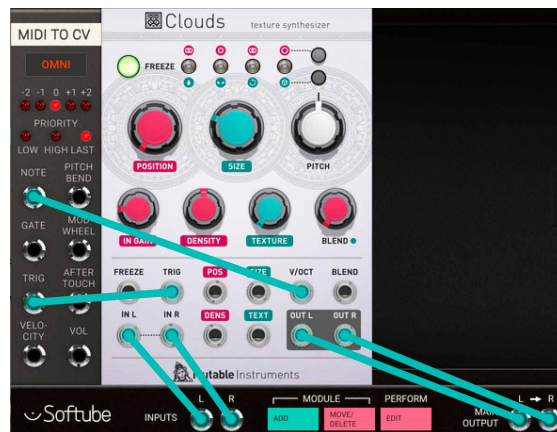 MIDI TO CV
OMNI
-2 -1 0 +1 +2
PRIORITY
LOW HIGH LAST
NOTE PITCH BEND
GATE MOD WHEEL
TRIG AFTER TOUCH
VELO-CITY VOL
Clouds texture synthesizer
FREEZE
POSITION SIZE PITCH
IN GAIN DENSITY TEXTURE BLEND
FREEZE TRIG POS SIZE V/OCT BLEND
IN L IN R DENS TEXT OUT L OUT R
Mutable Instruments
Softube
INPUTS L R
MODULE PERFORM
ADD MOVE/DELETE EDIT
MAIN OUTPUT L R